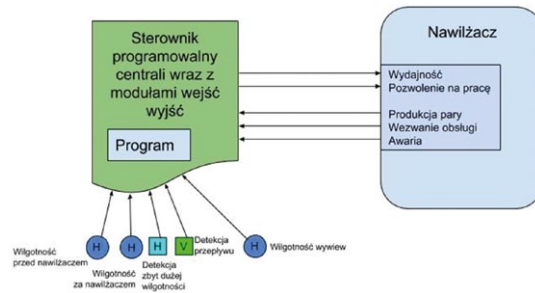 Sterownik
programowalny
centrali wraz z
modułami wejść
wyjść
Program
Nawilżacz
Wydajność
Pozwolenie na pracę
Produkcja pary
Wezwanie obsługi
Awaria
H
H
H
V
H
Wilgotność
przed nawilżaczem
Wilgotność
za nawilżaczem
Detekcja
zbyt dużej
wilgotności
Detekcja
przepływu
Wilgotność wywiew